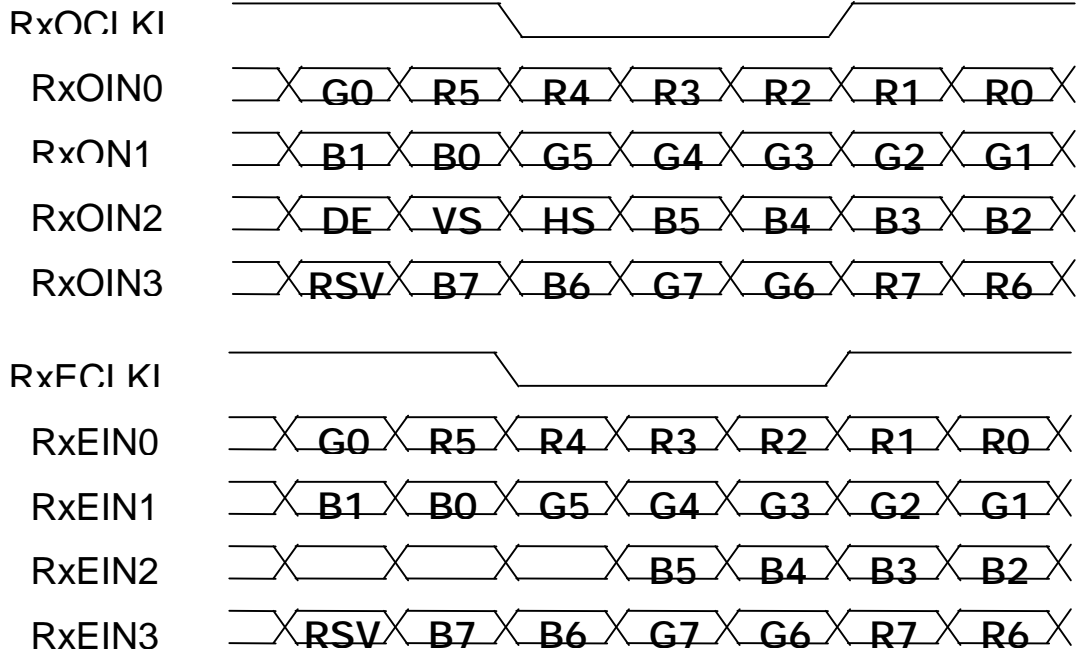 RxOCLKI
RxOIN0 G0 R5 R4 R3 R2 R1 R0
RxON1 B1 B0 G5 G4 G3 G2 G1
RxOIN2 DE VS HS B5 B4 B3 B2
RxOIN3 RSV B7 B6 G7 G6 R7 R6
RxECLKI
RxEIN0 G0 R5 R4 R3 R2 R1 R0
RxEIN1 B1 B0 G5 G4 G3 G2 G1
RxEIN2 B5 B4 B3 B2
RxEIN3 RSV B7 B6 G7 G6 R7 R6